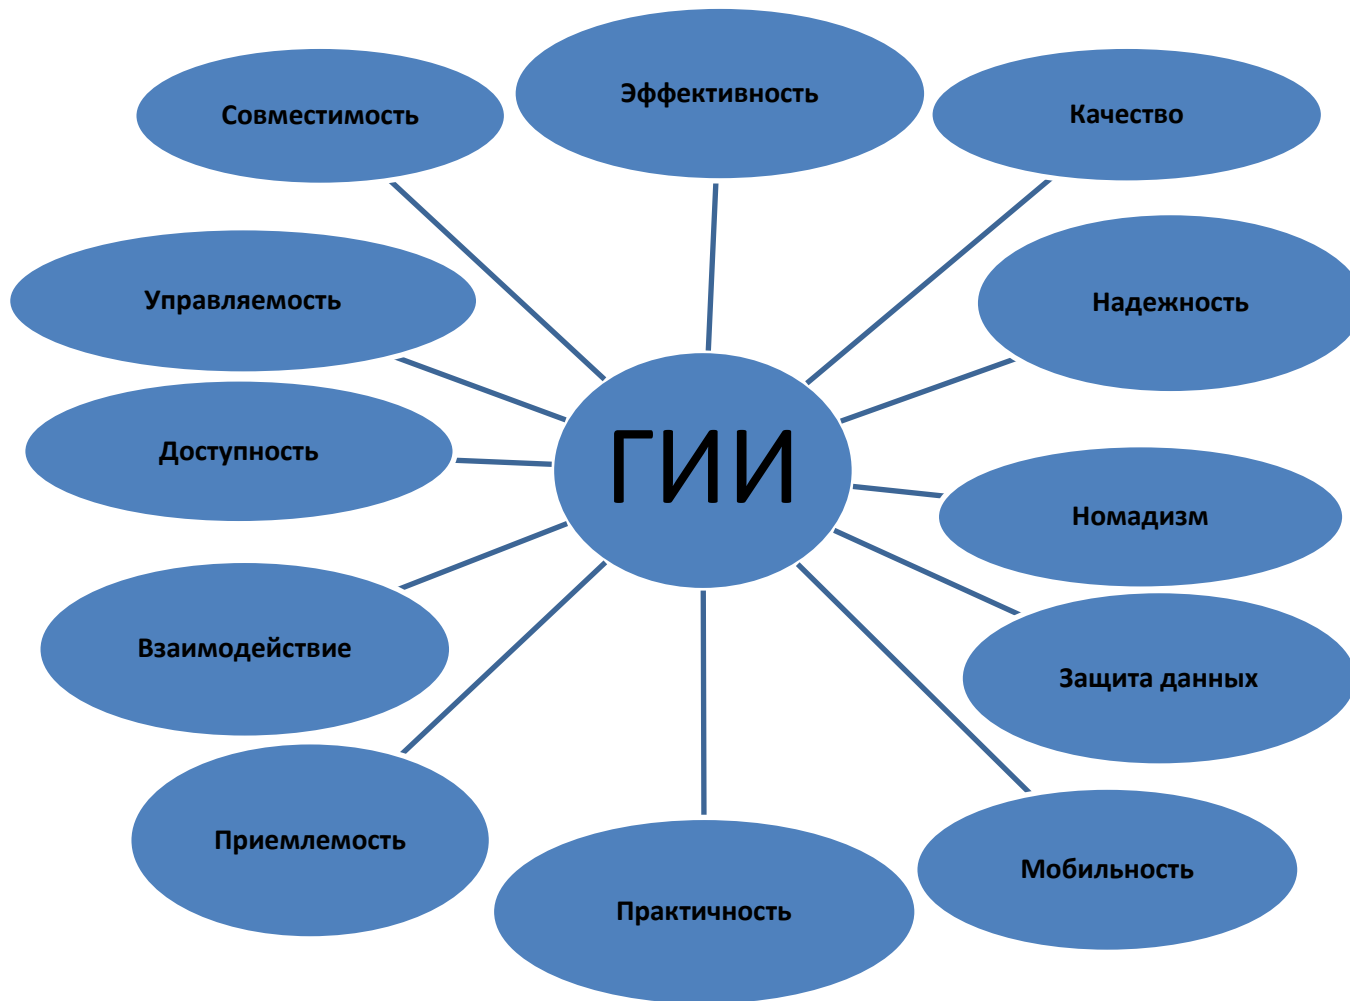 Эффективность
Совместимость
Качество
Управляемость
Надежность
Доступность
ГИИ
Номадизм
Взаимодействие
Защита данных
Приемлемость
Мобильность
Практичность